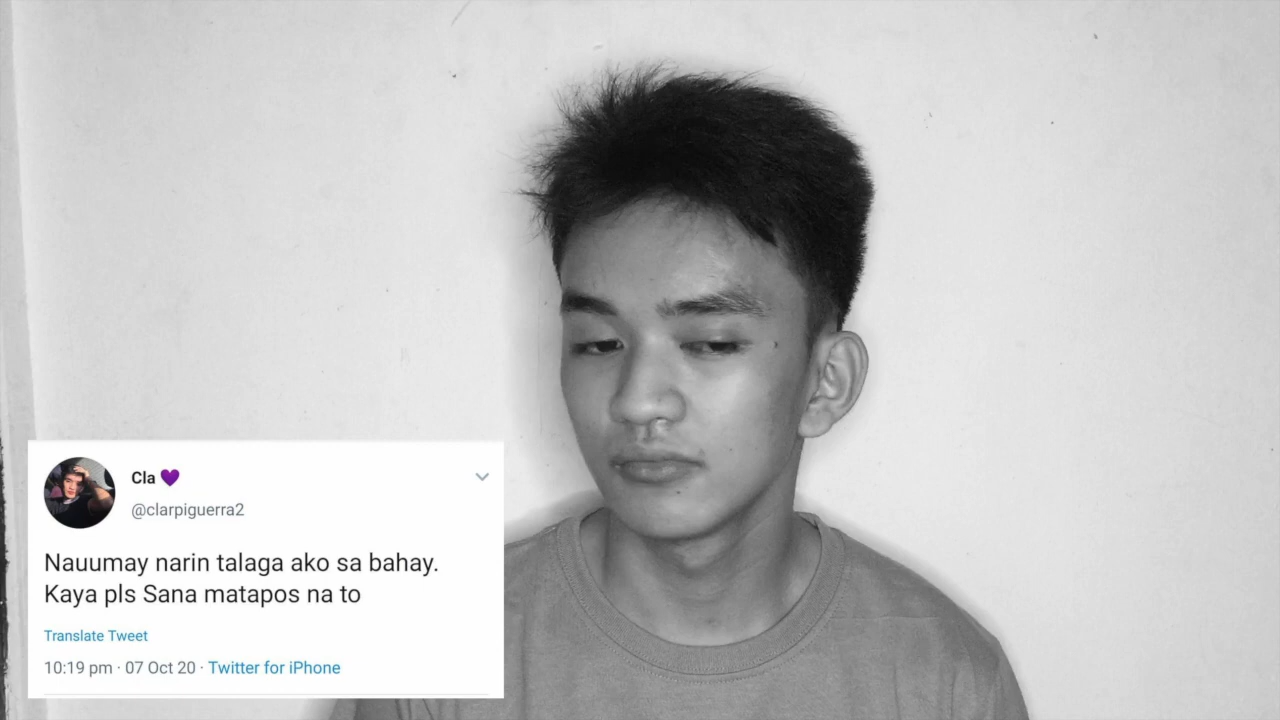 Cla 💜
@clarpiguerra2
Nauumay narin talaga ako sa bahay.
Kaya pls Sana matapos na to
Translate Tweet
10:19 pm · 07 Oct 20 · Twitter for iPhone